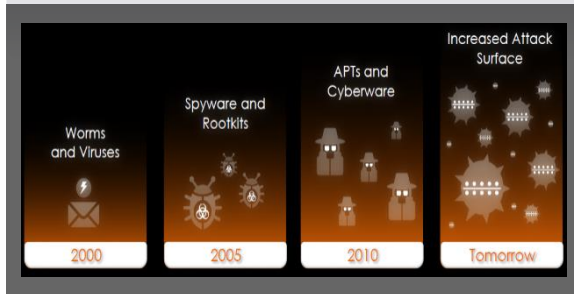 Worms
and Viruses
2000
Spyware and
Rootkits
2005
APTs and
Cyberware
2010
Increased Attack
Surface
Tomorrow